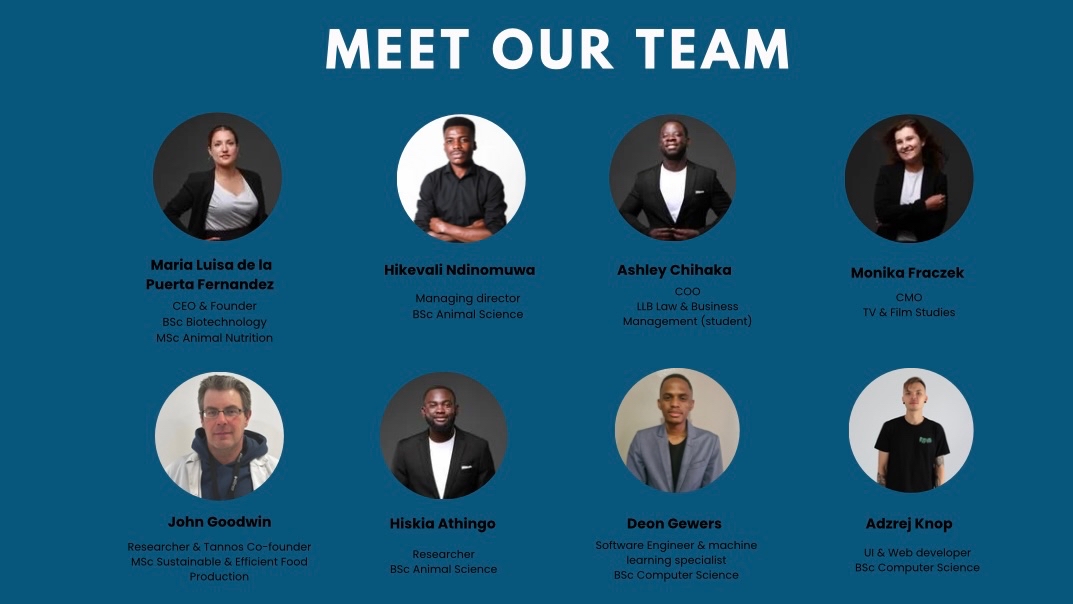 MEET OUR TEAM
Maria Luisa de la
Puerta Fernandez
CEO & Founder
BSc Biotechnology
MSc Animal Nutrition
Hikevali Ndinomuwa
Managing director
BSc Animal Science
Ashley Chihaka
COO
LLB Law & Business
Management (student)
Monika Fraczek
CMO
TV & Film Studies
John Goodwin
Researcher & Tannos Co-founder
MSc Sustainable & Efficient Food
Production
Hiskia Athingo
Researcher
BSc Animal Science
Deon Gewers
Software Engineer & machine
learning specialist
BSc Computer Science
Adzrej Knop
UI & Web developer
BSc Computer Science